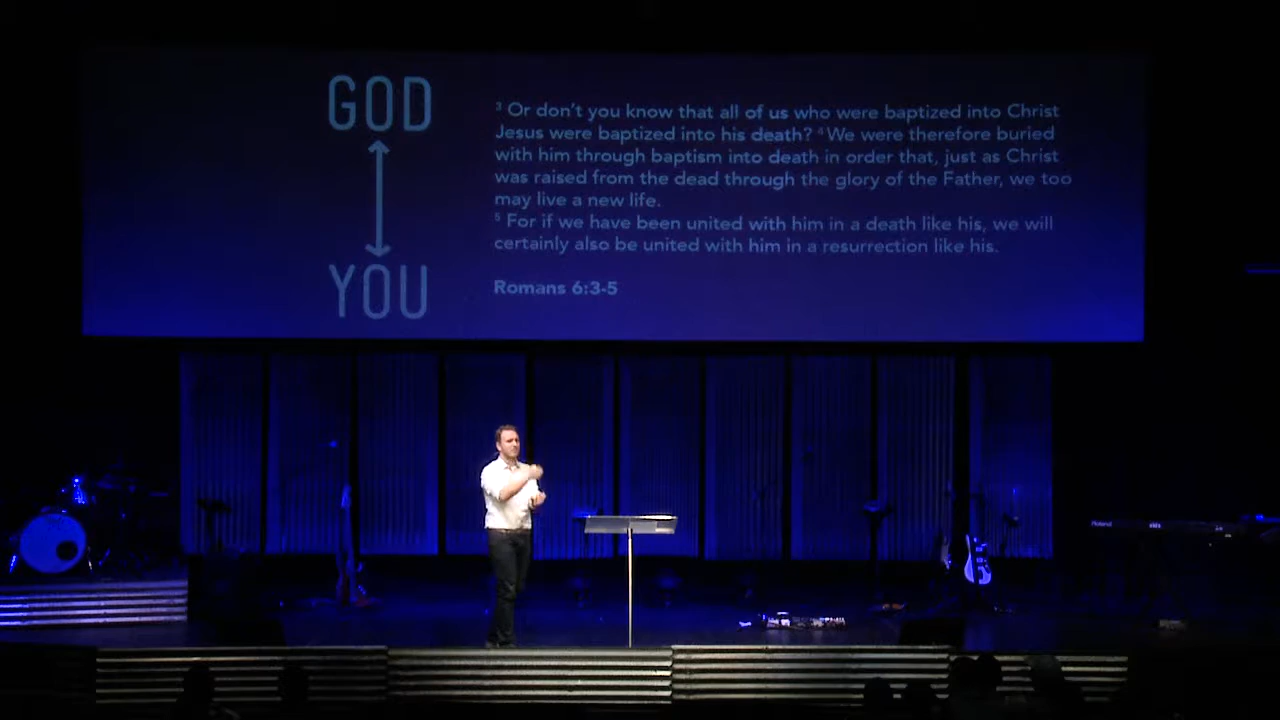 GOD
YOU
³ Or don't you know that all of us who were baptized into Christ
Jesus were baptized into his death? ⁴ We were therefore buried
with him through baptism into death in order that, just as Christ
was raised from the dead through the glory of the Father, we too
may live a new life.
⁵ For if we have been united with him in a death like his, we will
certainly also be united with him in a resurrection like his.
Romans 6:3-5
Roland